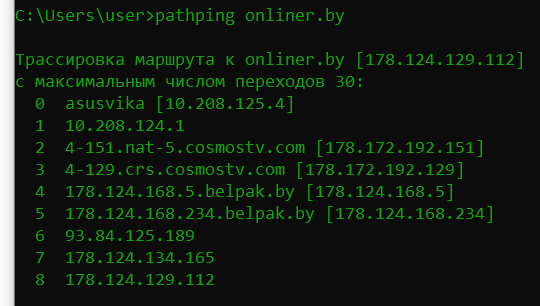 C:\Users\user>pathping onliner.by
Трассировка маршрута к onliner.by [178.124.129.112]
с максимальным числом переходов 30:
0 asusvika [10.208.125.4]
1 10.208.124.1
2 4-151.nat-5.cosmostv.com [178.172.192.151]
3 4-129.crs.cosmostv.com [178.172.192.129]
4 178.124.168.5.belpak.by [178.124.168.5]
5 178.124.168.234.belpak.by [178.124.168.234]
6 93.84.125.189
7 178.124.134.165
8 178.124.129.112